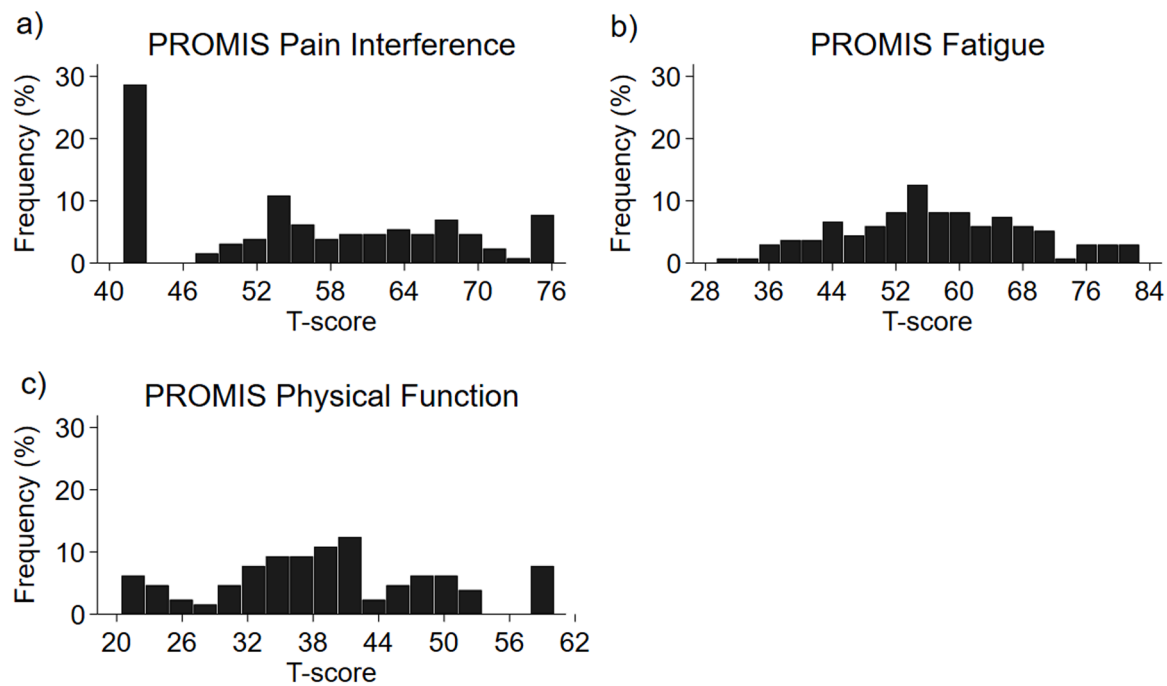 a)
PROMIS Pain Interference
Frequency (%)
30
20
10
0
40 46 52 58 64 70 76
T-score
b)
PROMIS Fatigue
Frequency (%)
30
20
10
0
28 36 44 52 60 68 76 84
T-score
c)
PROMIS Physical Function
Frequency (%)
30
20
10
0
20 26 32 38 44 50 56 62
T-score